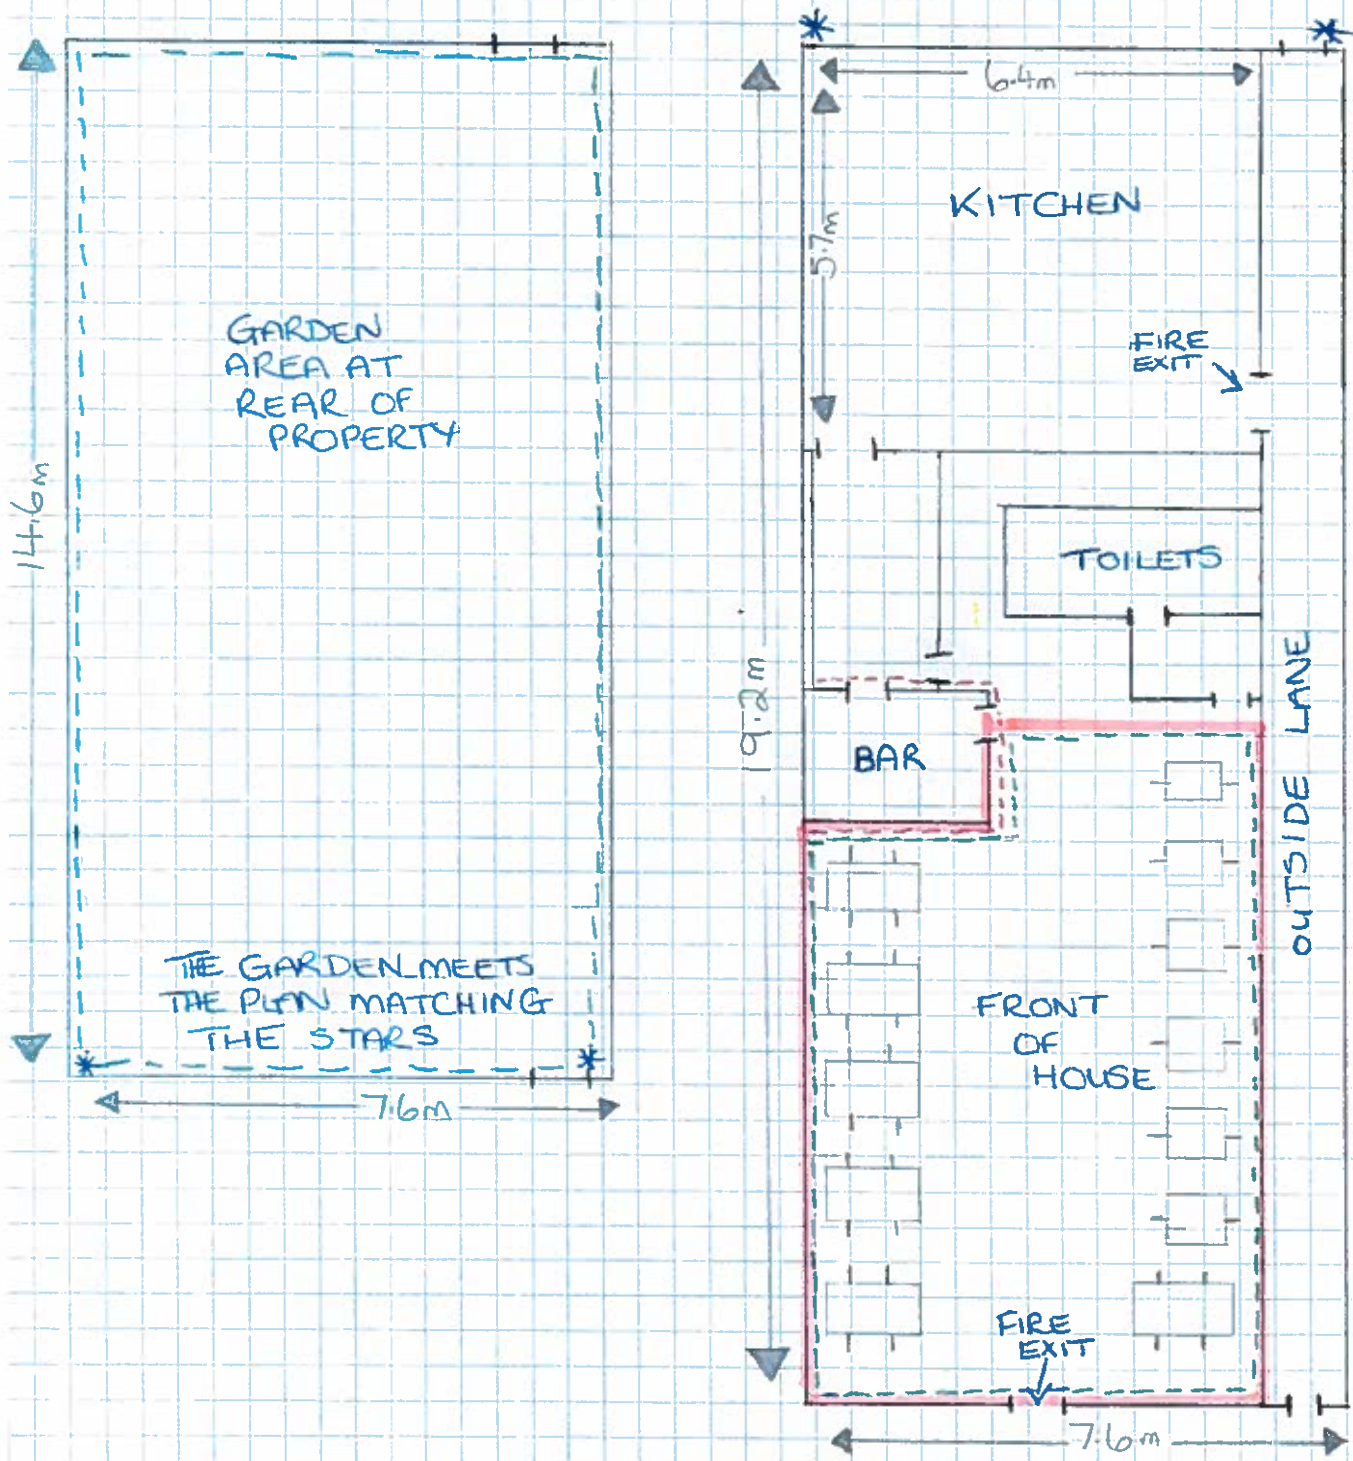 6.4m
KITCHEN
5.7m
GARDEN
AREA AT
REAR OF
PROPERTY
FIRE
EXIT
14.6m
TOILETS
19.2m
BAR
OUTSIDE LANE
THE GARDEN MEETS
THE PLAN MATCHING
THE STARS
FRONT
OF
HOUSE
7.6m
FIRE
EXIT
7.6m